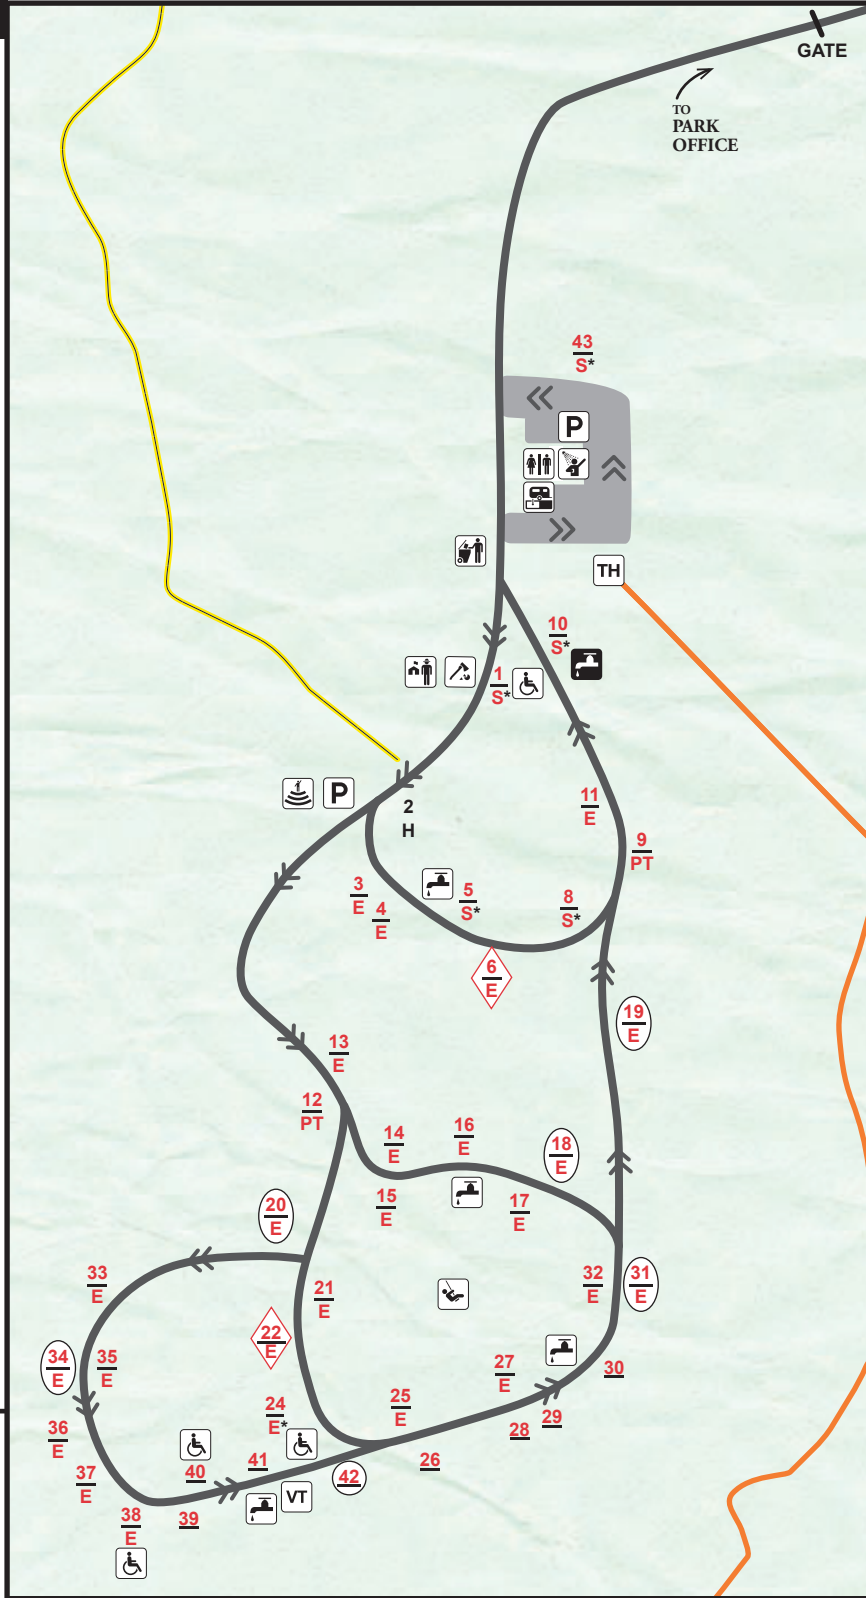 GATE
TO
PARK
OFFICE
43
S*
P
TH
10
S*
1
S*
P
2
H
11
E
9
PT
3
E
4
E
5
S*
8
S*
6
E
19
E
13
E
12
PT
14
E
16
E
18
E
15
E
17
E
20
E
33
E
21
E
32
E
31
E
22
E
34
E
35
E
27
E
30
24
E*
25
E
29
28
36
E
26
41
40
42
37
E
VT
38
E
39